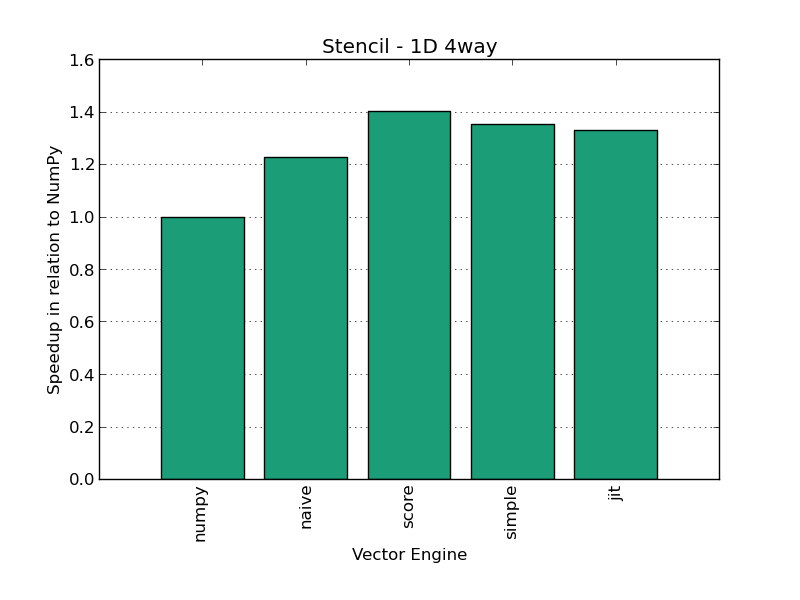 Stencil - 1D 4way
Speedup in relation to NumPy
1.6
1.4
1.2
1.0
0.8
0.6
0.4
0.2
0.0
numpy
naive
score
simple
jit
Vector Engine